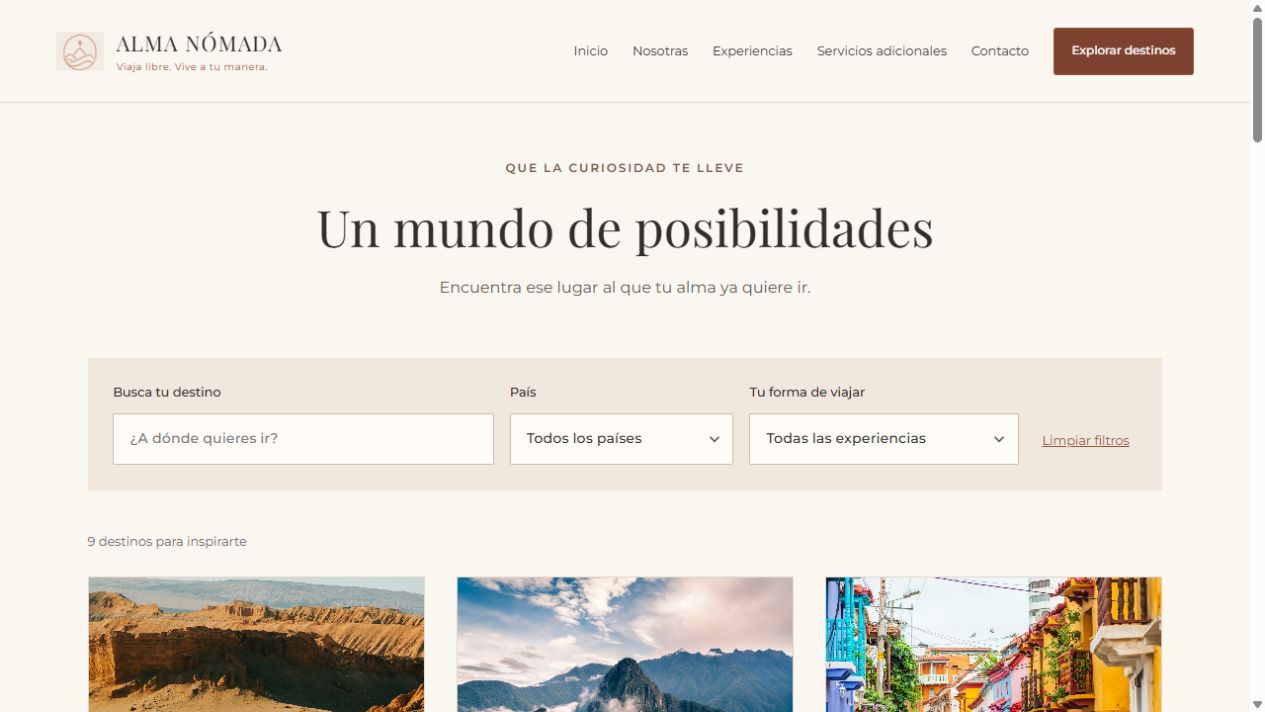 ALMA NÓMADA
Viaja libre. Vive a tu manera.
Inicio
Nosotras
Experiencias
Servicios adicionales
Contacto
Explorar destinos
QUE LA CURIOSIDAD TE LLEVE
Un mundo de posibilidades
Encuentra ese lugar al que tu alma ya quiere ir.
Busca tu destino
País
Tu forma de viajar
¿A dónde quieres ir?
Todos los países
Todas las experiencias
Limpiar filtros
9 destinos para inspirarte